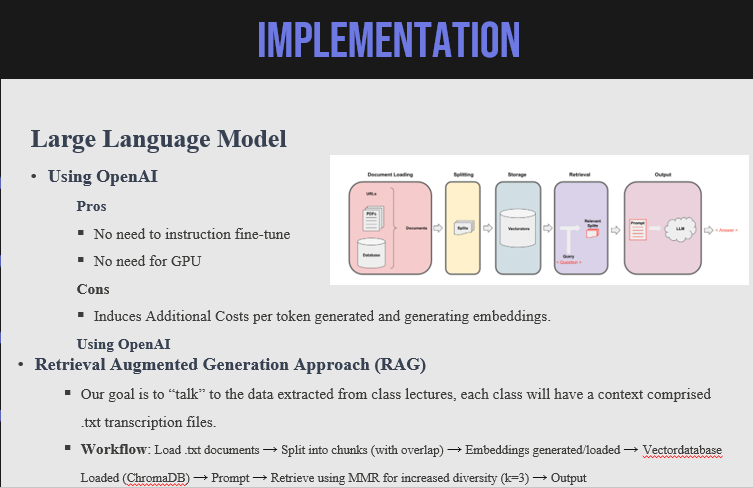 IMPLEMENTATION
Large Language Model
• Using OpenAI
Pros
▪ No need to instruction fine-tune
▪ No need for GPU
Cons
▪ Induces Additional Costs per token generated and generating embeddings.
Using OpenAI
Document Loading
Splitting
Storage
Retrieval
Output
URLs
PDFs
Database
Documents
Splits
Vectorstore
Relevant
Splits
Query
<Question>
Prompt
LLM
<Answer>
• Retrieval Augmented Generation Approach (RAG)
▪ Our goal is to “talk” to the data extracted from class lectures, each class will have a context comprised
.txt transcription files.
▪ Workflow: Load .txt documents → Split into chunks (with overlap) → Embeddings generated/loaded → Vectordatabase
Loaded (ChromaDB) → Prompt → Retrieve using MMR for increased diversity (k=3) → Output